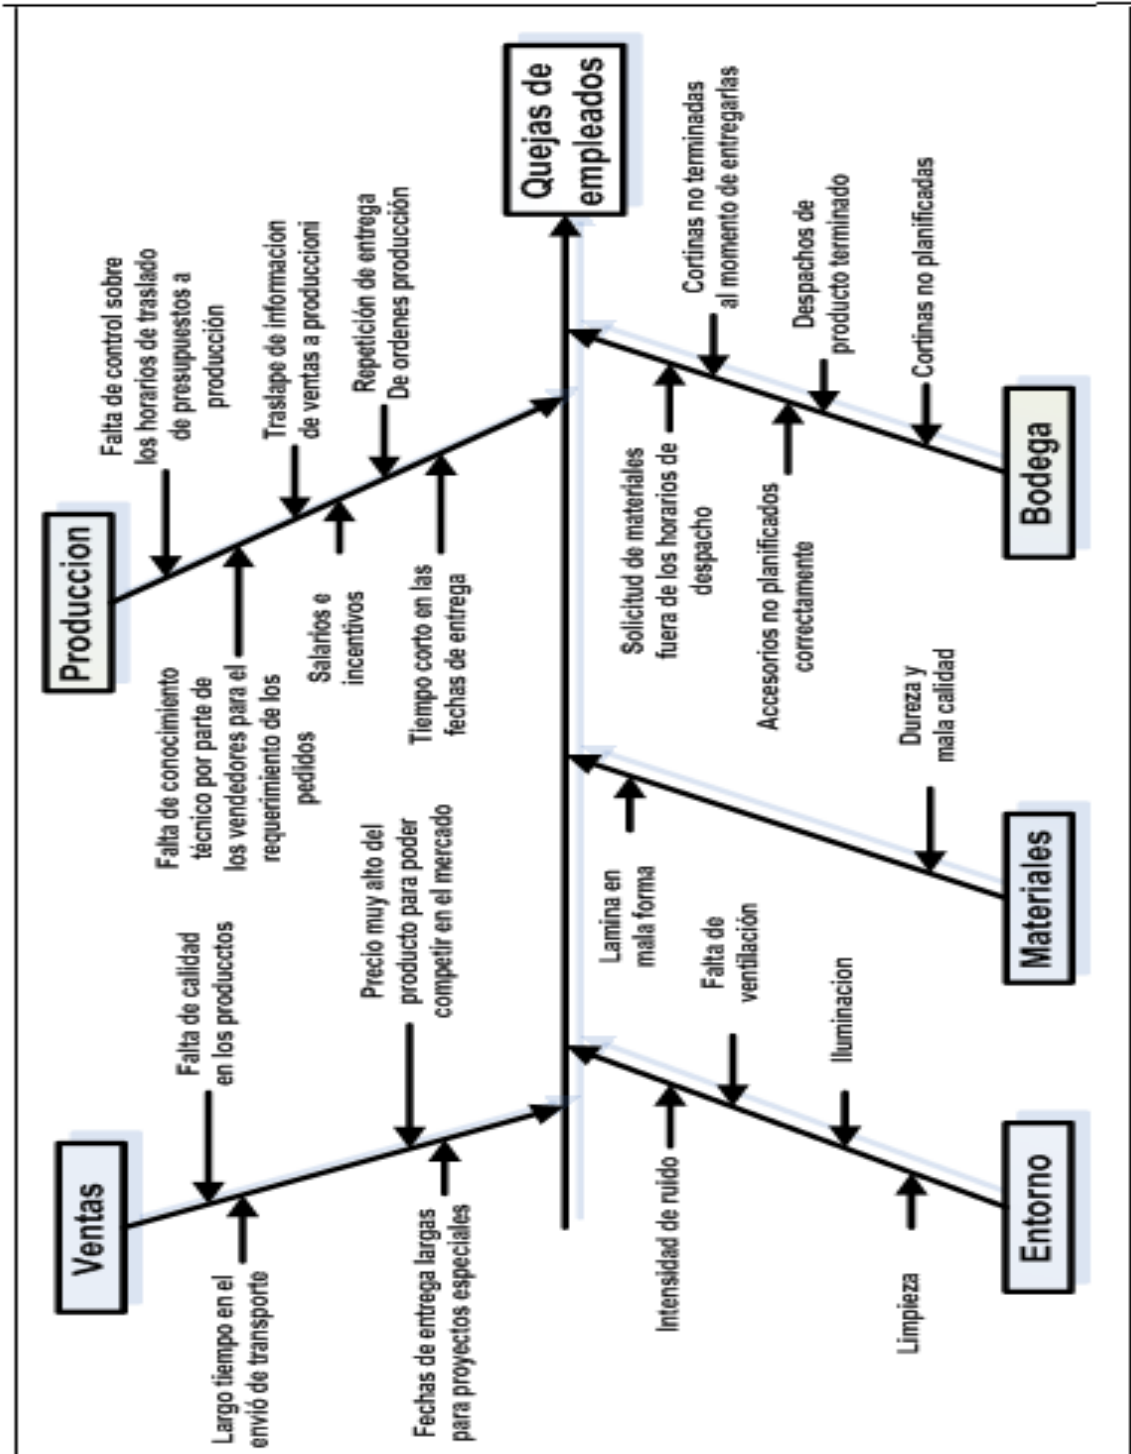 Ventas
Falta de calidad
en los producctos
Largo tiempo en el
envió de transporte
Precio muy alto del
producto para poder
competir en el mercado
Fechas de entrega largas
para proyectos especiales
Produccion
Falta de control sobre
los horarios de traslado
de presupuestos a
producción
Falta de conocimiento
técnico por parte de
los vendedores para el
requerimiento de los
pedidos
Traslape de informacion
de ventas a produccioni
Salarios e
incentivos
Repetición de entrega
De ordenes producción
Tiempo corto en las
fechas de entrega
Quejas de
empleados
Intensidad de ruido
Falta de
ventilación
Iluminacion
Limpieza
Entorno
Lamina en
mala forma
Dureza y
mala calidad
Materiales
Solicitud de materiales
fuera de los horarios de
despacho
Cortinas no terminadas
al momento de entregarlas
Accesorios no planificados
correctamente
Despachos de
producto terminado
Cortinas no planificadas
Bodega